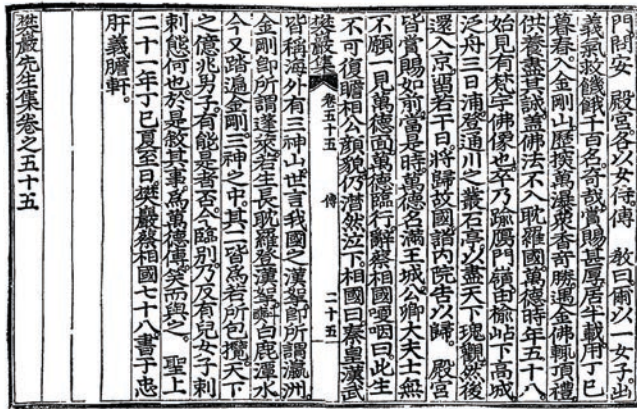 門問安 殿宮各以女侍傳 教曰爾以一女子出
義氣救饑餓千百名奇哉賞賜甚厚居半載用丁巳
暮春入金剛山歷探萬瀑衆香奇勝遇金佛輒頂禮
供養盡其誠盖佛法不入耽羅國萬德時年五十八
始見有梵宇佛像也卒乃踰鴈門嶺由楡岾下高城
泛舟三日浦登通川之叢石亭以盡天下瑰觀然後
還入京留若干日將歸故國詣內院告以歸 殿宮
皆賞賜如前當是時萬德名滿王城公卿大夫士無
不願一見萬德面萬德臨行辭蔡相國哽咽曰此生
不可復瞻相公顏貌仍潸然泣下相國曰秦皇漢武
樊巖集 卷五十五 傳 二十五
皆稱海外有三神山世言我國之漢挐卽所謂瀛洲
金剛卽所謂蓬萊若生長耽羅登漢挐𣂏白鹿潭水
今又踏遍金剛三神之中其二皆爲若所包攬天下
之億兆男子有能是者否今臨別乃反有兒女子刺
刺態何也於是敍其事爲萬德傳笑而與之 聖上
二十一年丁巳夏至日樊巖蔡相國七十八書于忠
肝義膽軒
樊巖先生集卷之五十五